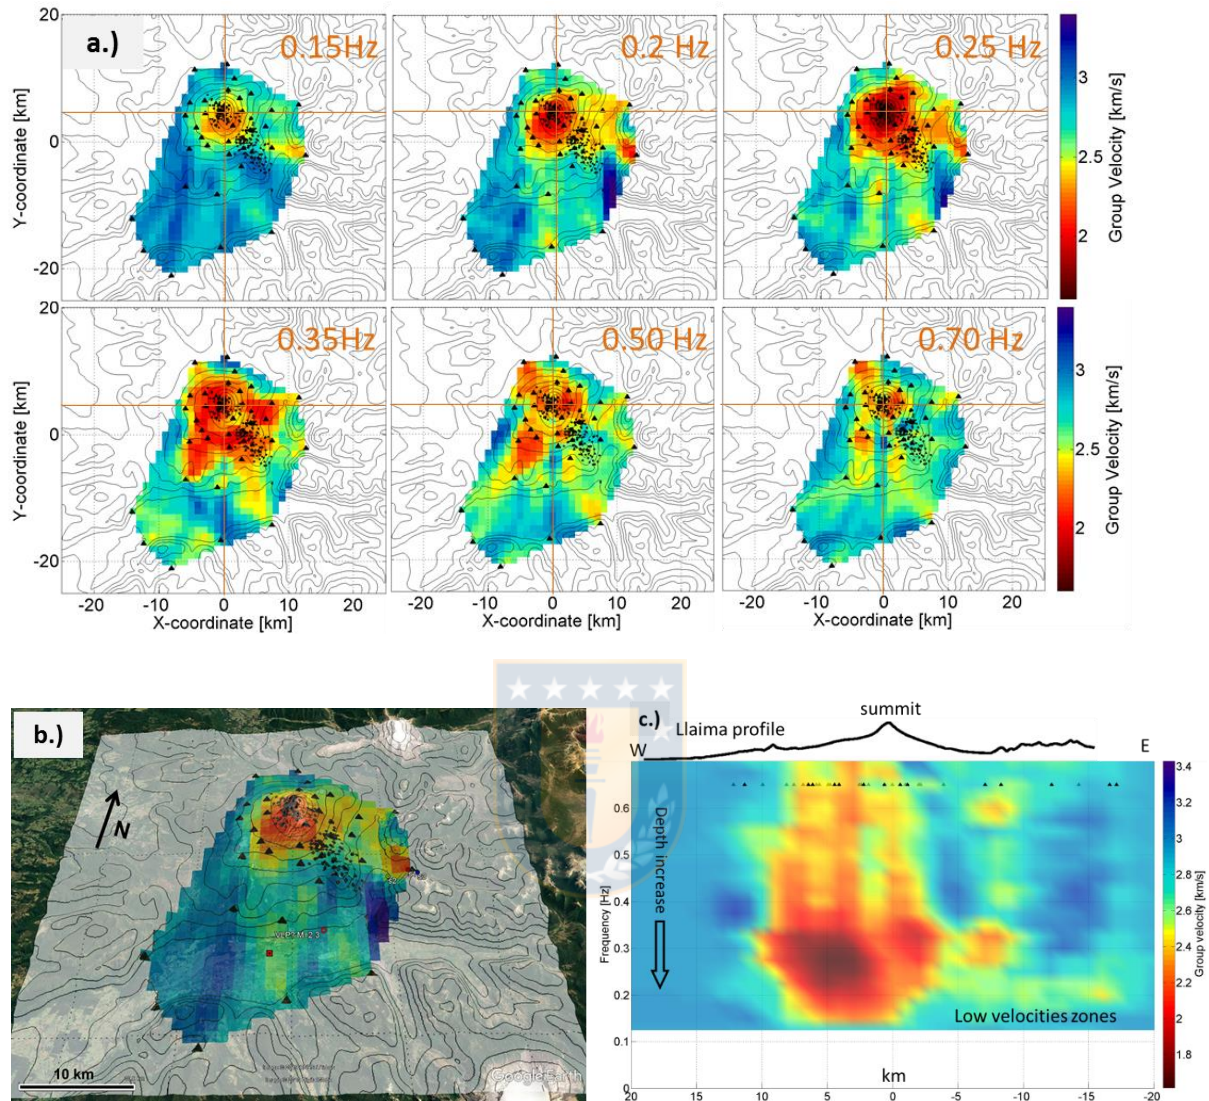 a.)
0.15Hz
0.2 Hz
0.25 Hz
20
10
0
-20
Y-coordinate [km]
3
2.5
2
Group Velocity [km/s]
0.35Hz
0.50 Hz
0.70 Hz
20
10
0
-20
Y-coordinate [km]
3
2.5
2
Group Velocity [km/s]
-20 -10 0 10 20
-20 -10 0 10 20
-20 -10 0 10 20
X-coordinate [km]
X-coordinate [km]
X-coordinate [km]
b.)
N
10 km
Google Earth
c.)
summit
Llaima profile
W
E
0.6
0.5
0.4
0.3
0.2
0.1
0
Frequency [Hz]
Depth increase
Low velocities zones
km
20 15 10 5 0 -5 -10 -15 -20
3.4
3.2
3
2.8
2.6
2.4
2.2
2
1.8
Group velocity [km/s]